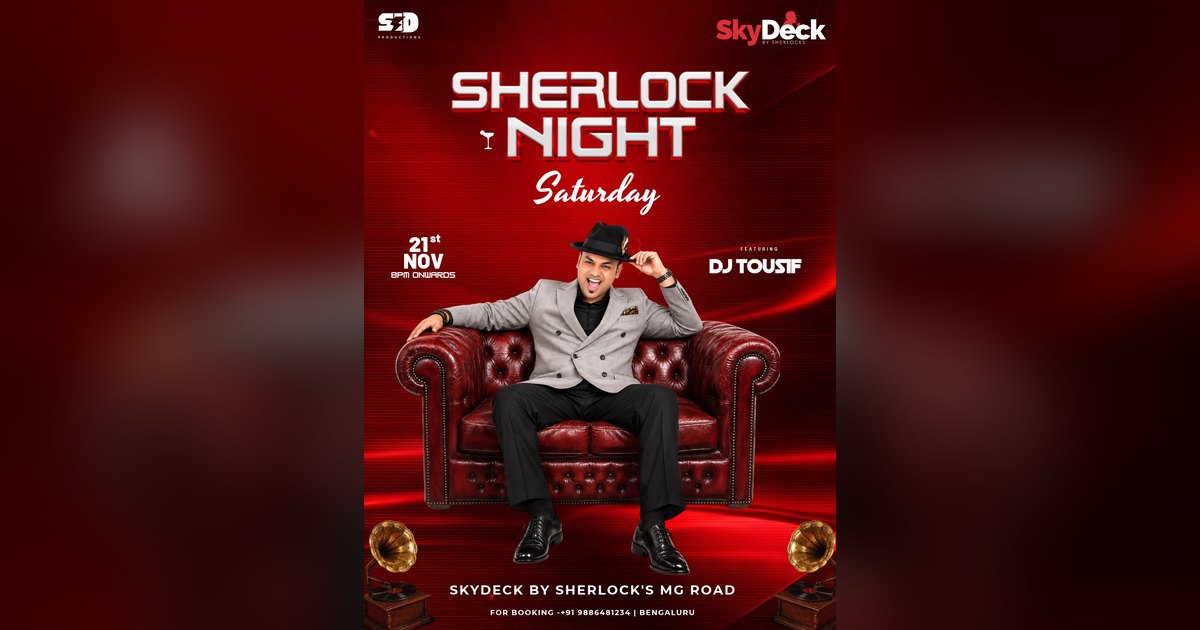 SZD
PRODUCTIONS
SkyDeck
BY SHERLOCKS
SHERLOCK
NIGHT
Saturday
21st
NOV
8PM ONWARDS
FEATURING
DJ TOUSIF
SKYDECK BY SHERLOCK'S MG ROAD
FOR BOOKING -+91 9886481234 | BENGALURU